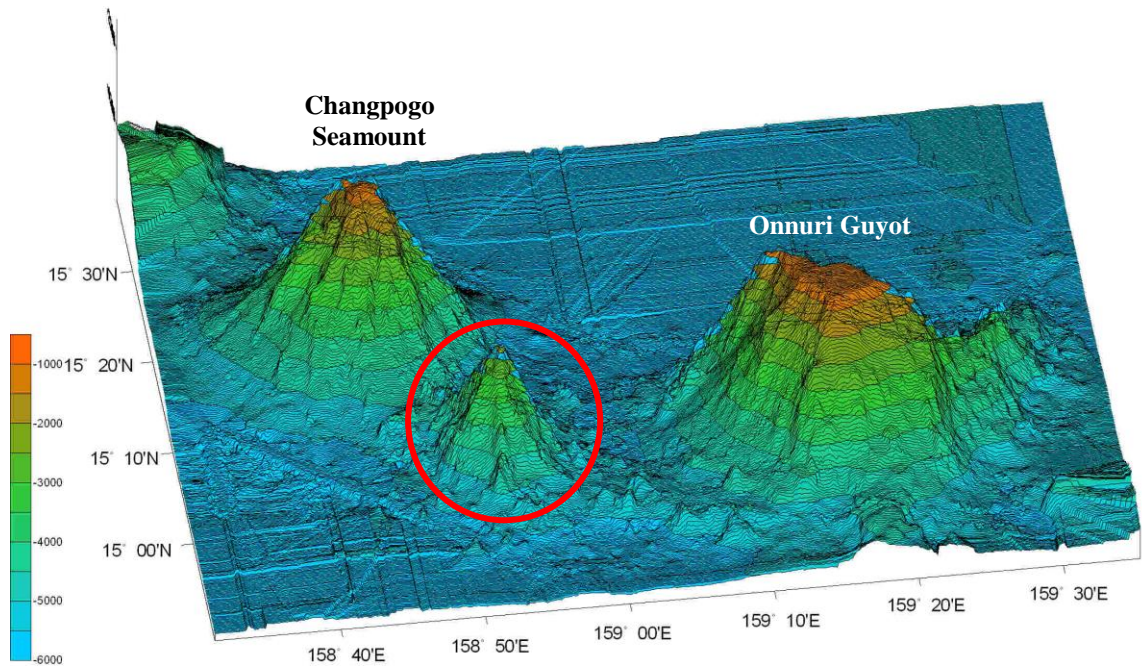 Changpogo
Seamount
Onnuri Guyot
15° 30'N
15° 20'N
15° 10'N
15° 00'N
-1000
-2000
-3000
-4000
-5000
-6000
158° 40'E
158° 50'E
159° 00'E
159° 10'E
159° 20'E
159° 30'E